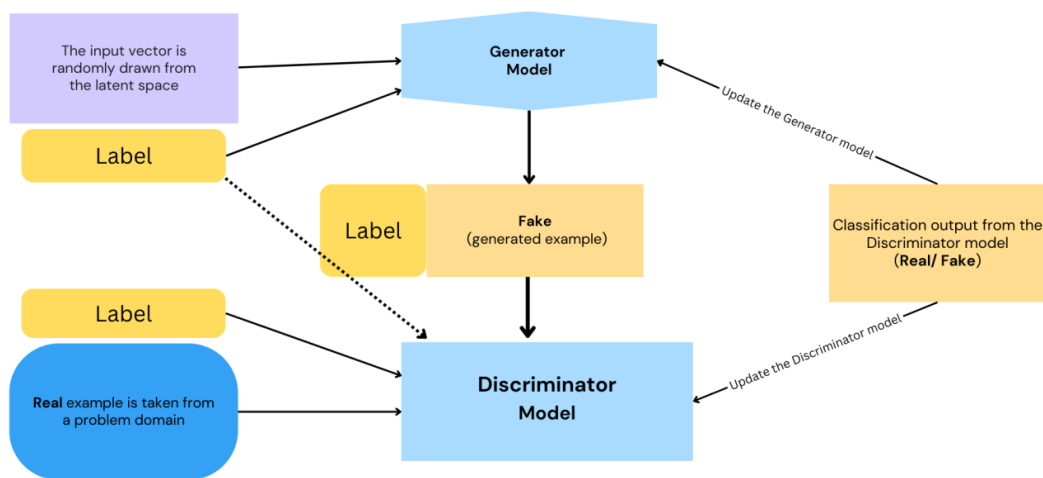 The input vector is
randomly drawn from
the latent space
Generator
Model
Label
Update the Generator model
Label
Fake
(generated example)
Classification output from the
Discriminator model
(Real/ Fake)
Label
Update the Discriminator model
Real example is taken from
a problem domain
Discriminator
Model